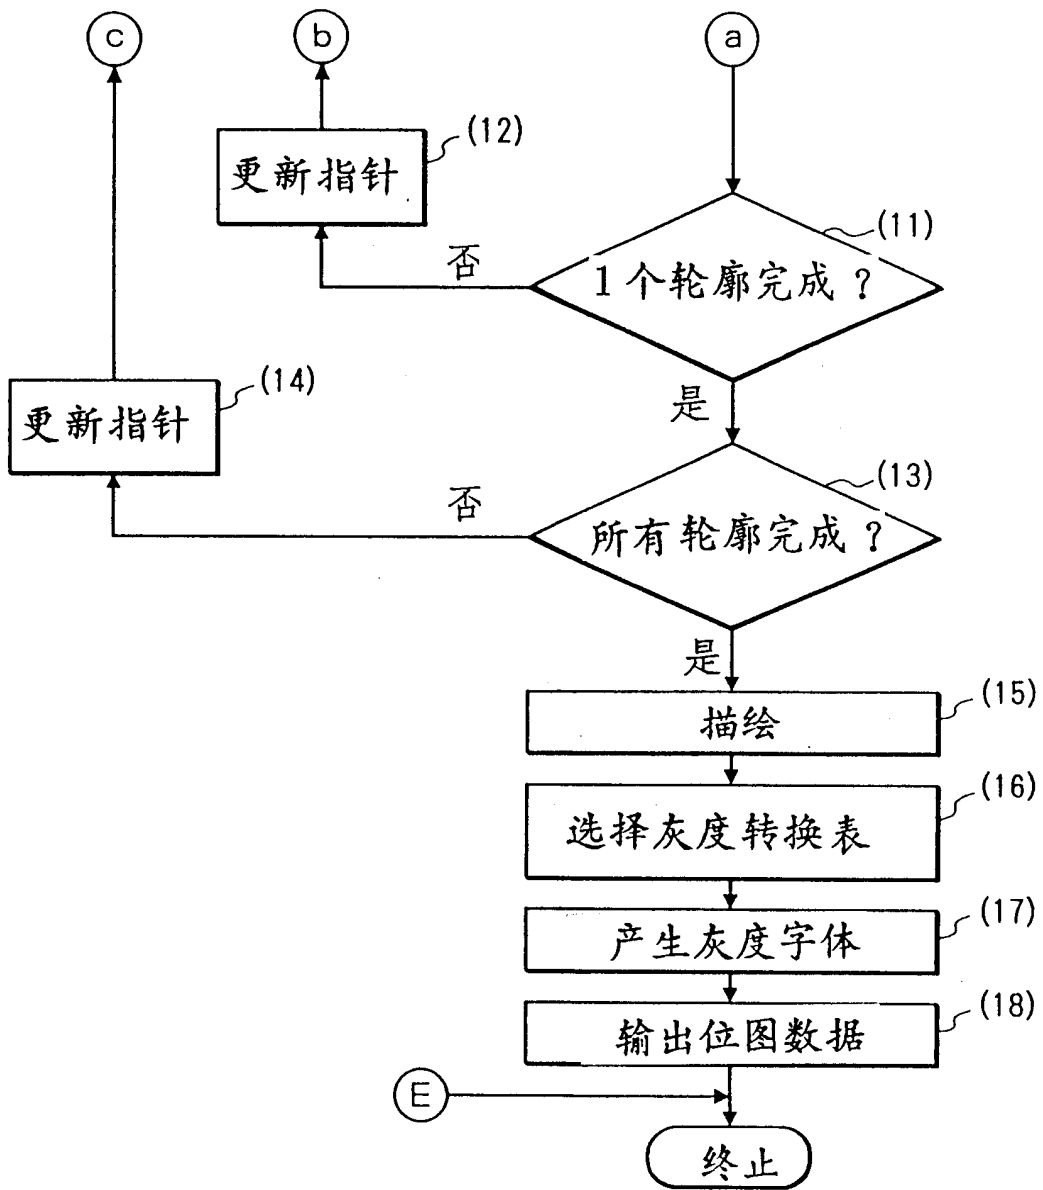 c
b
a
(12)
更新指针
(11)
否
1个轮廓完成？
(14)
是
更新指针
(13)
否
所有轮廓完成？
是
(15)
描绘
(16)
选择灰度转换表
(17)
产生灰度字体
(18)
输出位图数据
E
终止